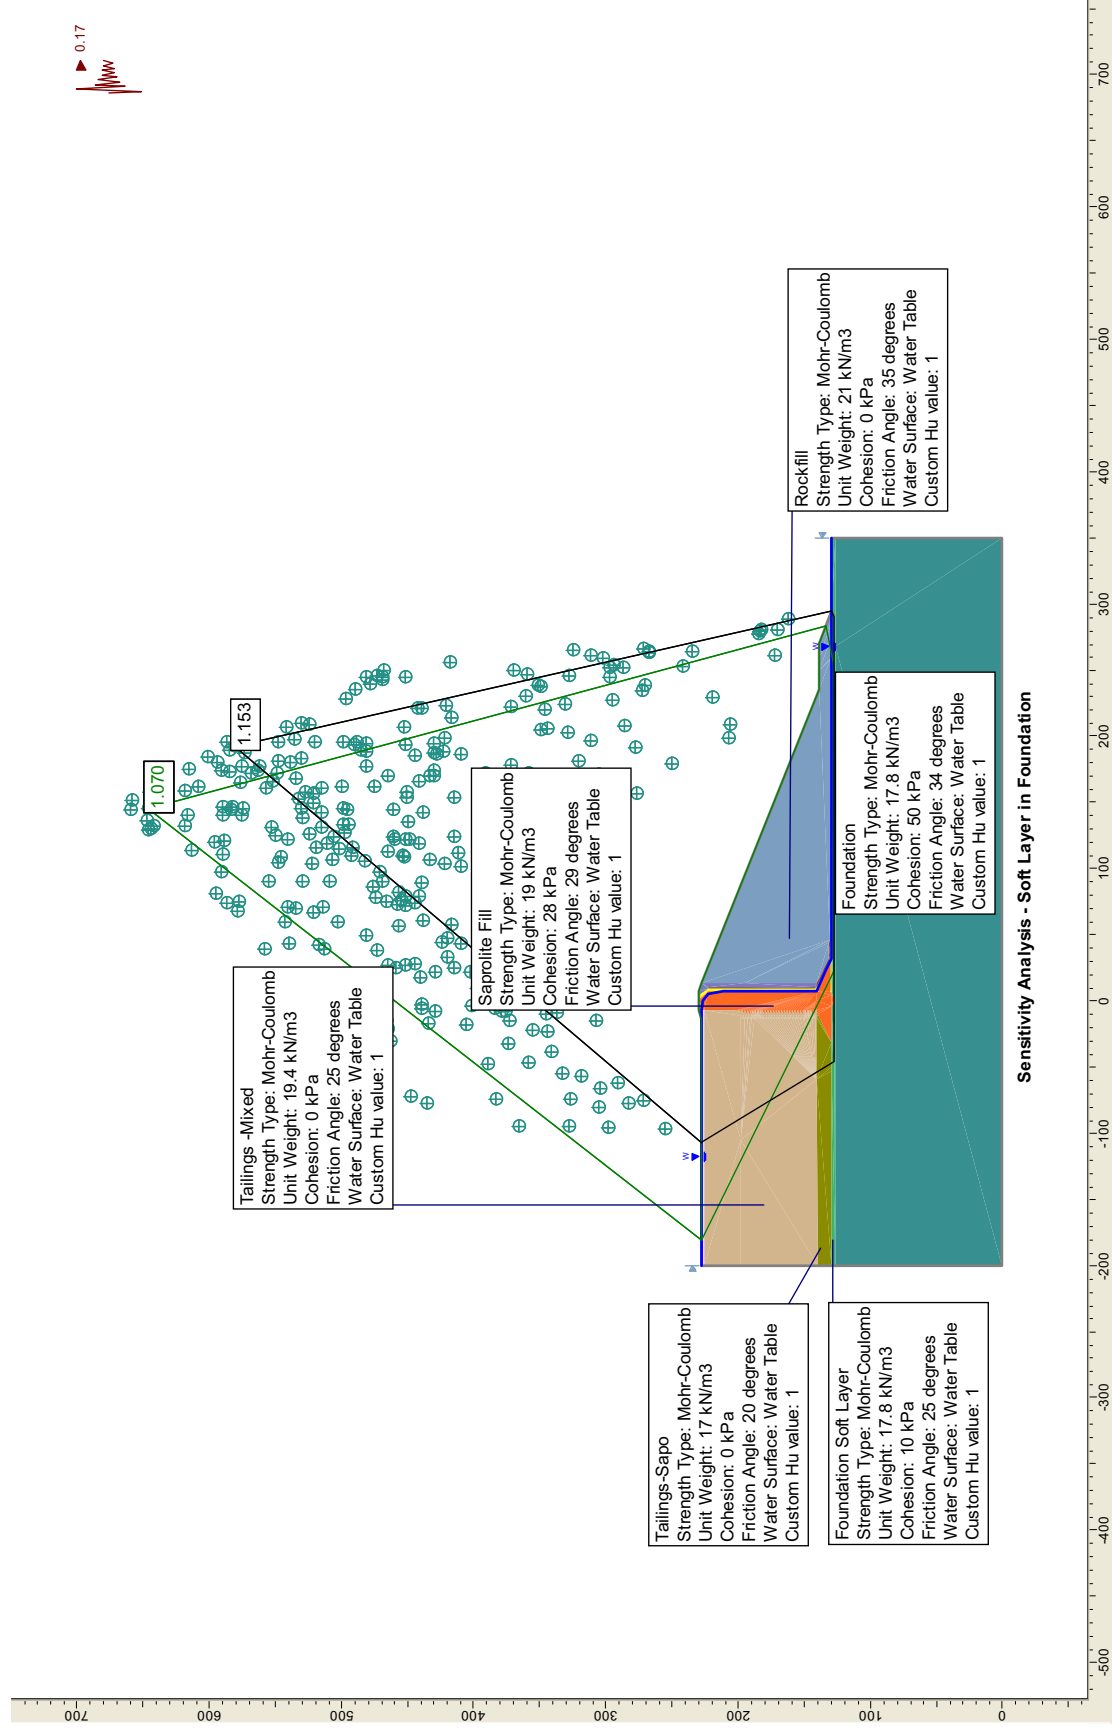 0.17
1.070
1.153
Tailings -Mixed
Strength Type: Mohr-Coulomb
Unit Weight: 19.4 kN/m3
Cohesion: 0 kPa
Friction Angle: 25 degrees
Water Surface: Water Table
Custom Hu value: 1
Saprolite Fill
Strength Type: Mohr-Coulomb
Unit Weight: 19 kN/m3
Cohesion: 28 kPa
Friction Angle: 29 degrees
Water Surface: Water Table
Custom Hu value: 1
Tailings-Sapo
Strength Type: Mohr-Coulomb
Unit Weight: 17 kN/m3
Cohesion: 0 kPa
Friction Angle: 20 degrees
Water Surface: Water Table
Custom Hu value: 1
Rockfill
Strength Type: Mohr-Coulomb
Unit Weight: 21 kN/m3
Cohesion: 0 kPa
Friction Angle: 35 degrees
Water Surface: Water Table
Custom Hu value: 1
Foundation Soft Layer
Strength Type: Mohr-Coulomb
Unit Weight: 17.8 kN/m3
Cohesion: 10 kPa
Friction Angle: 25 degrees
Water Surface: Water Table
Custom Hu value: 1
Foundation
Strength Type: Mohr-Coulomb
Unit Weight: 17.8 kN/m3
Cohesion: 50 kPa
Friction Angle: 34 degrees
Water Surface: Water Table
Custom Hu value: 1
W
W
Sensitivity Analysis - Soft Layer in Foundation
700
600
500
400
300
200
100
0
-500
-400
-300
-200
-100
0
100
200
300
400
500
600
700